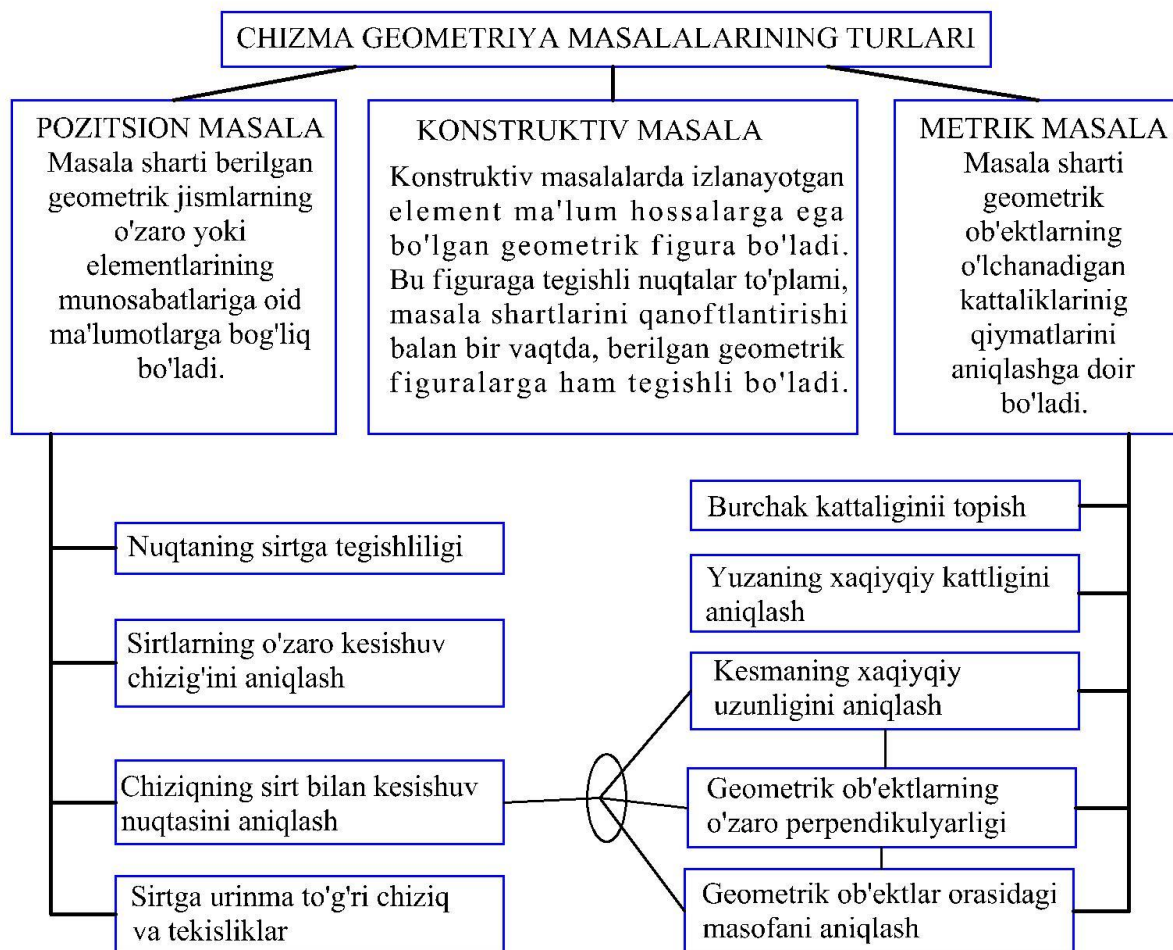 CHIZMA GEOMETRIYA MASALALARINING TURLARI
POZITSION MASALA
Masala sharti berilgan
geometrik jismlarning
o'zaro yoki
elementlarining
munosabatlariga oid
ma'lumotlarga bog'liq
bo'ladi.
KONSTRUKTIV MASALA
Konstruktiv masalalarda izlanayotgan
element ma'lum hossalarga ega
bo'lgan geometrik figura bo'ladi.
Bu figuraga tegishli nuqtalar to'plami,
masala shartlarini qanoftlantirishi
balan bir vaqtda, berilgan geometrik
figuralarga ham tegishli bo'ladi.
METRIK MASALA
Masala sharti
geometrik
ob'ektlarning
o'lchanadigan
kattaliklarinig
qiymatlarini
aniqlashga doir
bo'ladi.
Nuqtaning sirtga tegishliligi
Sirtlarning o'zaro kesishuv
chizig'ini aniqlash
Chiziqning sirt bilan kesishuv
nuqtasini aniqlash
Sirtga urinma to'g'ri chiziq
va tekisliklar
Burchak kattaliginii topish
Yuzaning xaqiyqiy kattligini
aniqlash
Kesmaning xaqiyqiy
uzunligini aniqlash
Geometrik ob'ektlarning
o'zaro perpendikulyarligi
Geometrik ob'ektlar orasidagi
masofani aniqlash